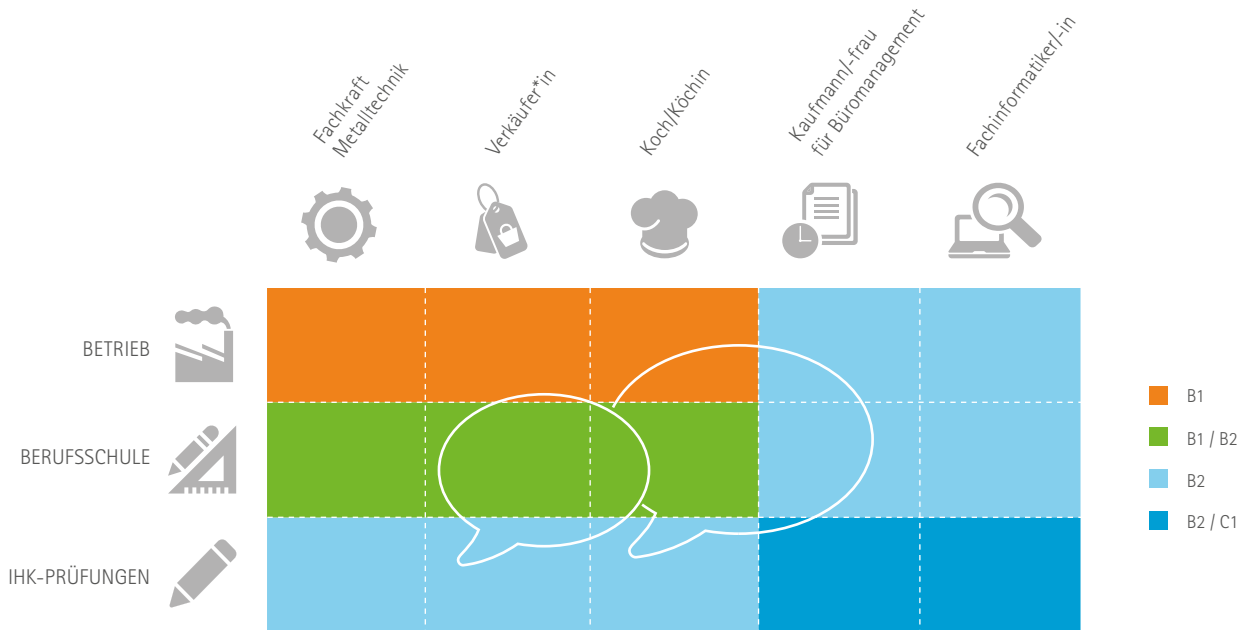 Fachkraft
Metalltechnik
Verkäufer*in
Koch/Köchin
Kaufmann/-frau
für Büromanagement
Fachinformatiker/-in
BETRIEB
BERUFSSCHULE
IHK-PRÜFUNGEN
B1
B1 / B2
B2
B2 / C1